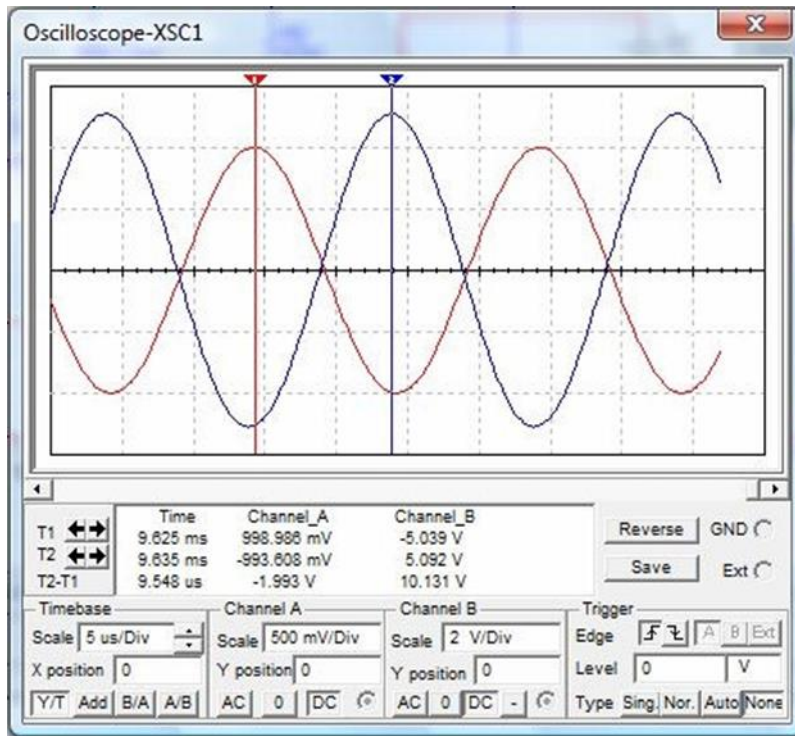 Oscilloscope-XSC1
1 2
Time Channel_A Channel_B
T1 9.625 ms 998.986 mV -5.039 V
T2 9.635 ms -993.608 mV 5.092 V
T2-T1 9.548 us -1.993 V 10.131 V
Reverse GND
Save Ext
Timebase Channel A Channel B Trigger
Scale 5 us/Div Scale 500 mV/Div Scale 2 V/Div Edge A B Ext
X position 0 Y position 0 Y position 0 Level 0 V
Y/T Add B/A A/B AC 0 DC AC 0 DC - Type Sing. Nor. Auto None